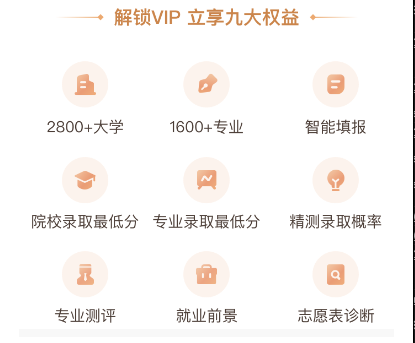 解锁VIP 立享九大权益
2800+大学
1600+专业
智能填报
院校录取最低分
专业录取最低分
精测录取概率
专业测评
就业前景
志愿表诊断